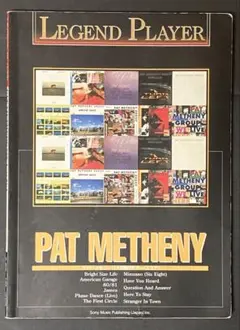 LEGEND PLAYER
PAT METHENY
Bright Size Life
American Garage
80/81
James
Phase Dance (Live)
The First Circle
Minuano (Six Eight)
Have You Heard
Question And Answer
Here To Stay
Stranger In Town
Sony Music Publishing (Japan) Inc.